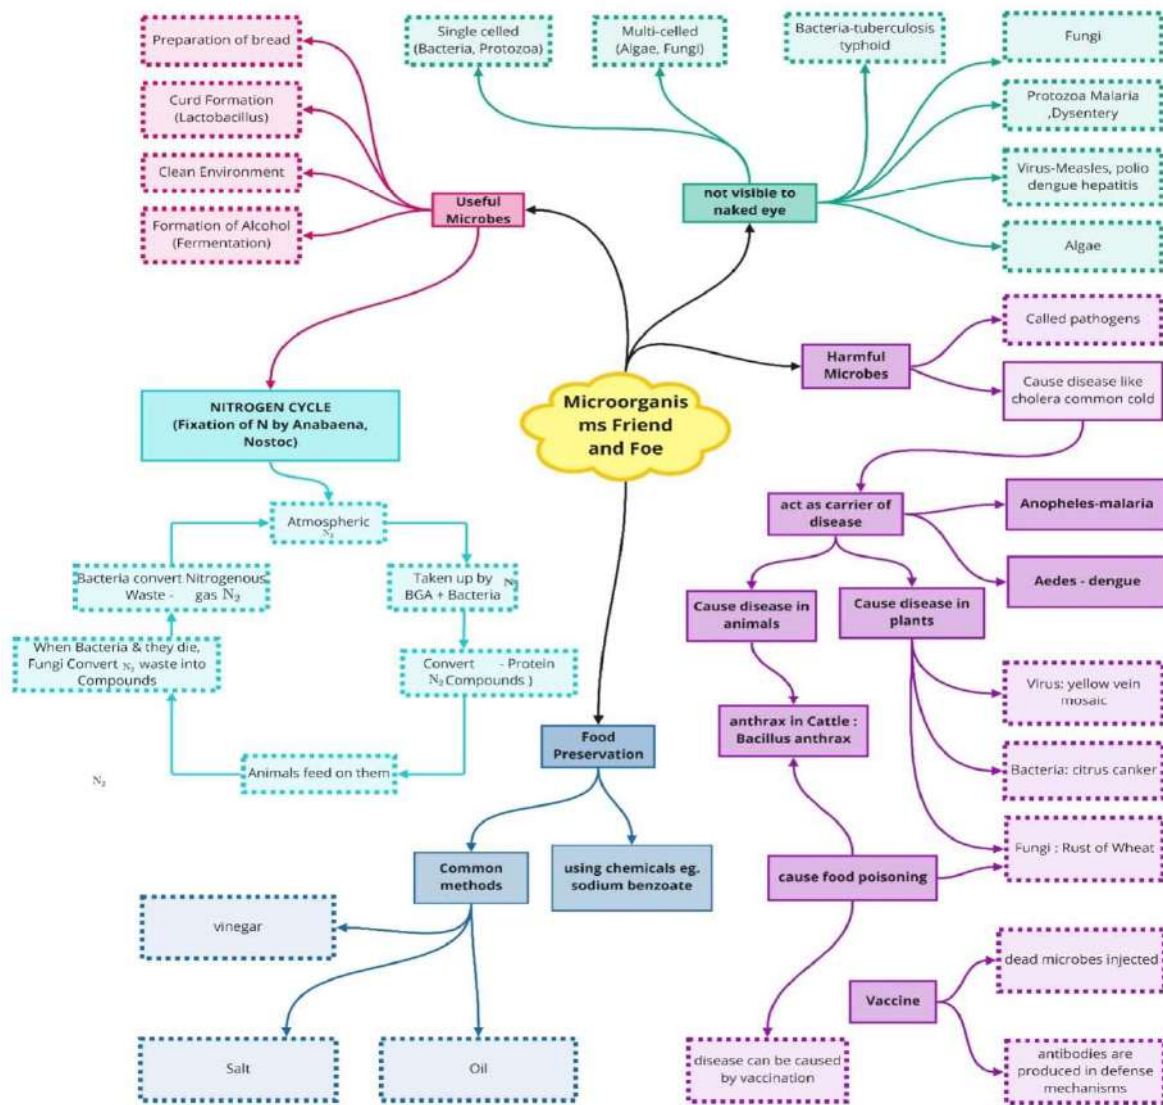 Preparation of bread
Curd Formation
(Lactobacillus)
Clean Environment
Formation of Alcohol
(Fermentation)
Useful
Microbes
Single celled
(Bacteria, Protozoa)
Multi-celled
(Algae, Fungi)
Bacteria-tuberculosis
typhoid
Fungi
Protozoa Malaria
,Dysentery
Virus-Measles, polio
dengue hepatitis
Algae
not visible to
naked eye
Microorganis
ms Friend
and Foe
Harmful
Microbes
Called pathogens
Cause disease like
cholera common cold
act as carrier of
disease
Anopheles-malaria
Aedes - dengue
Cause disease in
animals
Cause disease in
plants
anthrax in Cattle :
Bacillus anthrax
Virus: yellow vein
mosaic
Bacteria: citrus canker
Fungi : Rust of Wheat
cause food poisoning
disease can be caused
by vaccination
Vaccine
dead microbes injected
antibodies are
produced in defense
mechanisms
NITROGEN CYCLE
(Fixation of N by Anabaena,
Nostoc)
Atmospheric
N₂
Taken up by N
BGA + Bacteria
Convert - Protein
N₂ Compounds )
Animals feed on them
When Bacteria & they die,
Fungi Convert N₂ waste into
Compounds
Bacteria convert Nitrogenous
Waste - gas N₂
N₂
Food
Preservation
Common
methods
using chemicals eg.
sodium benzoate
vinegar
Salt
Oil